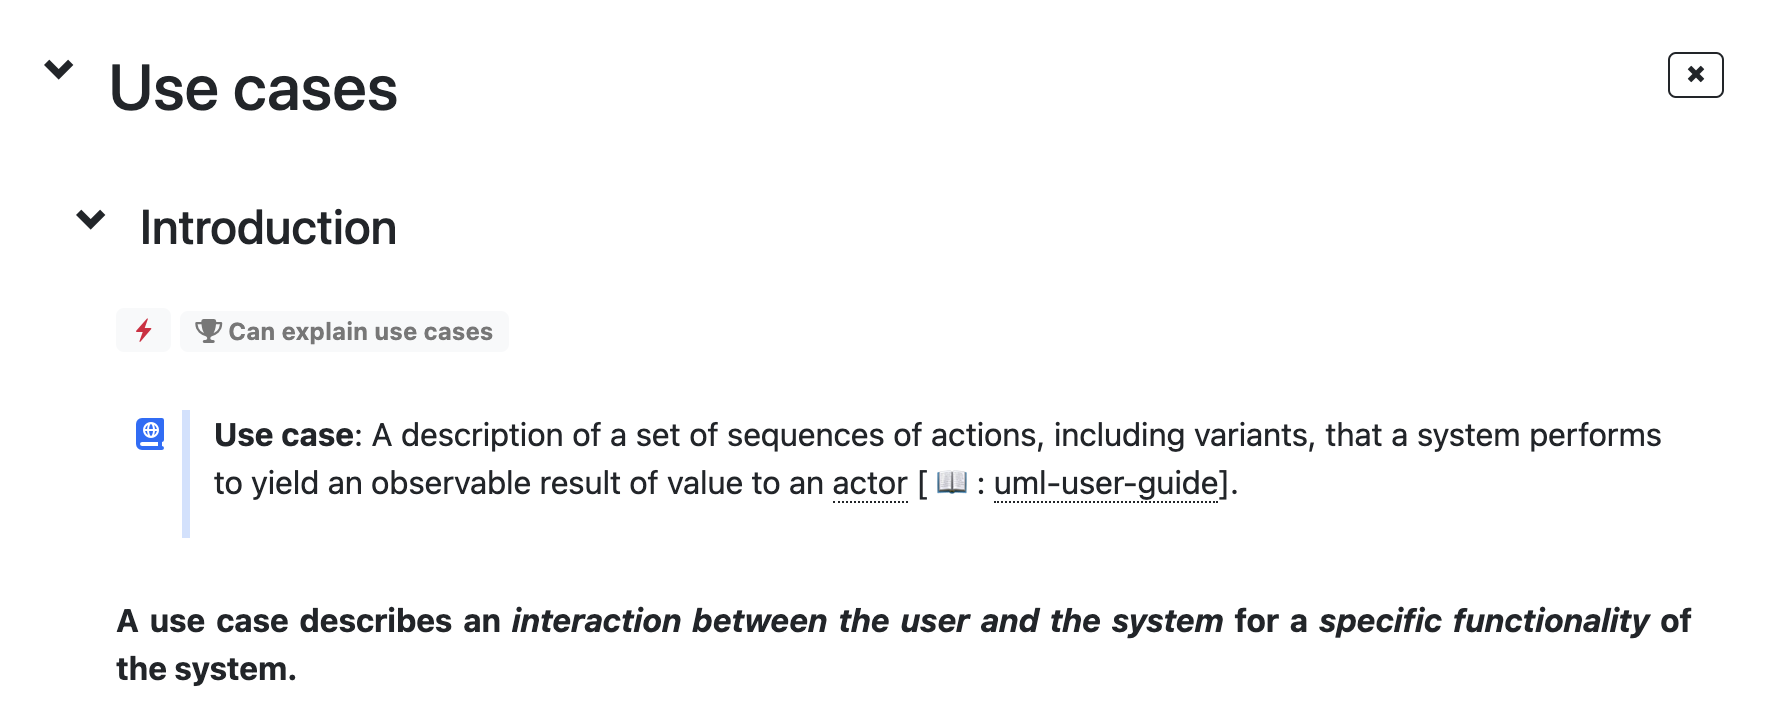 Use cases
Introduction
Can explain use cases
Use case: A description of a set of sequences of actions, including variants, that a system performs
to yield an observable result of value to an actor [ 📖 : uml-user-guide].
A use case describes an interaction between the user and the system for a specific functionality of
the system.